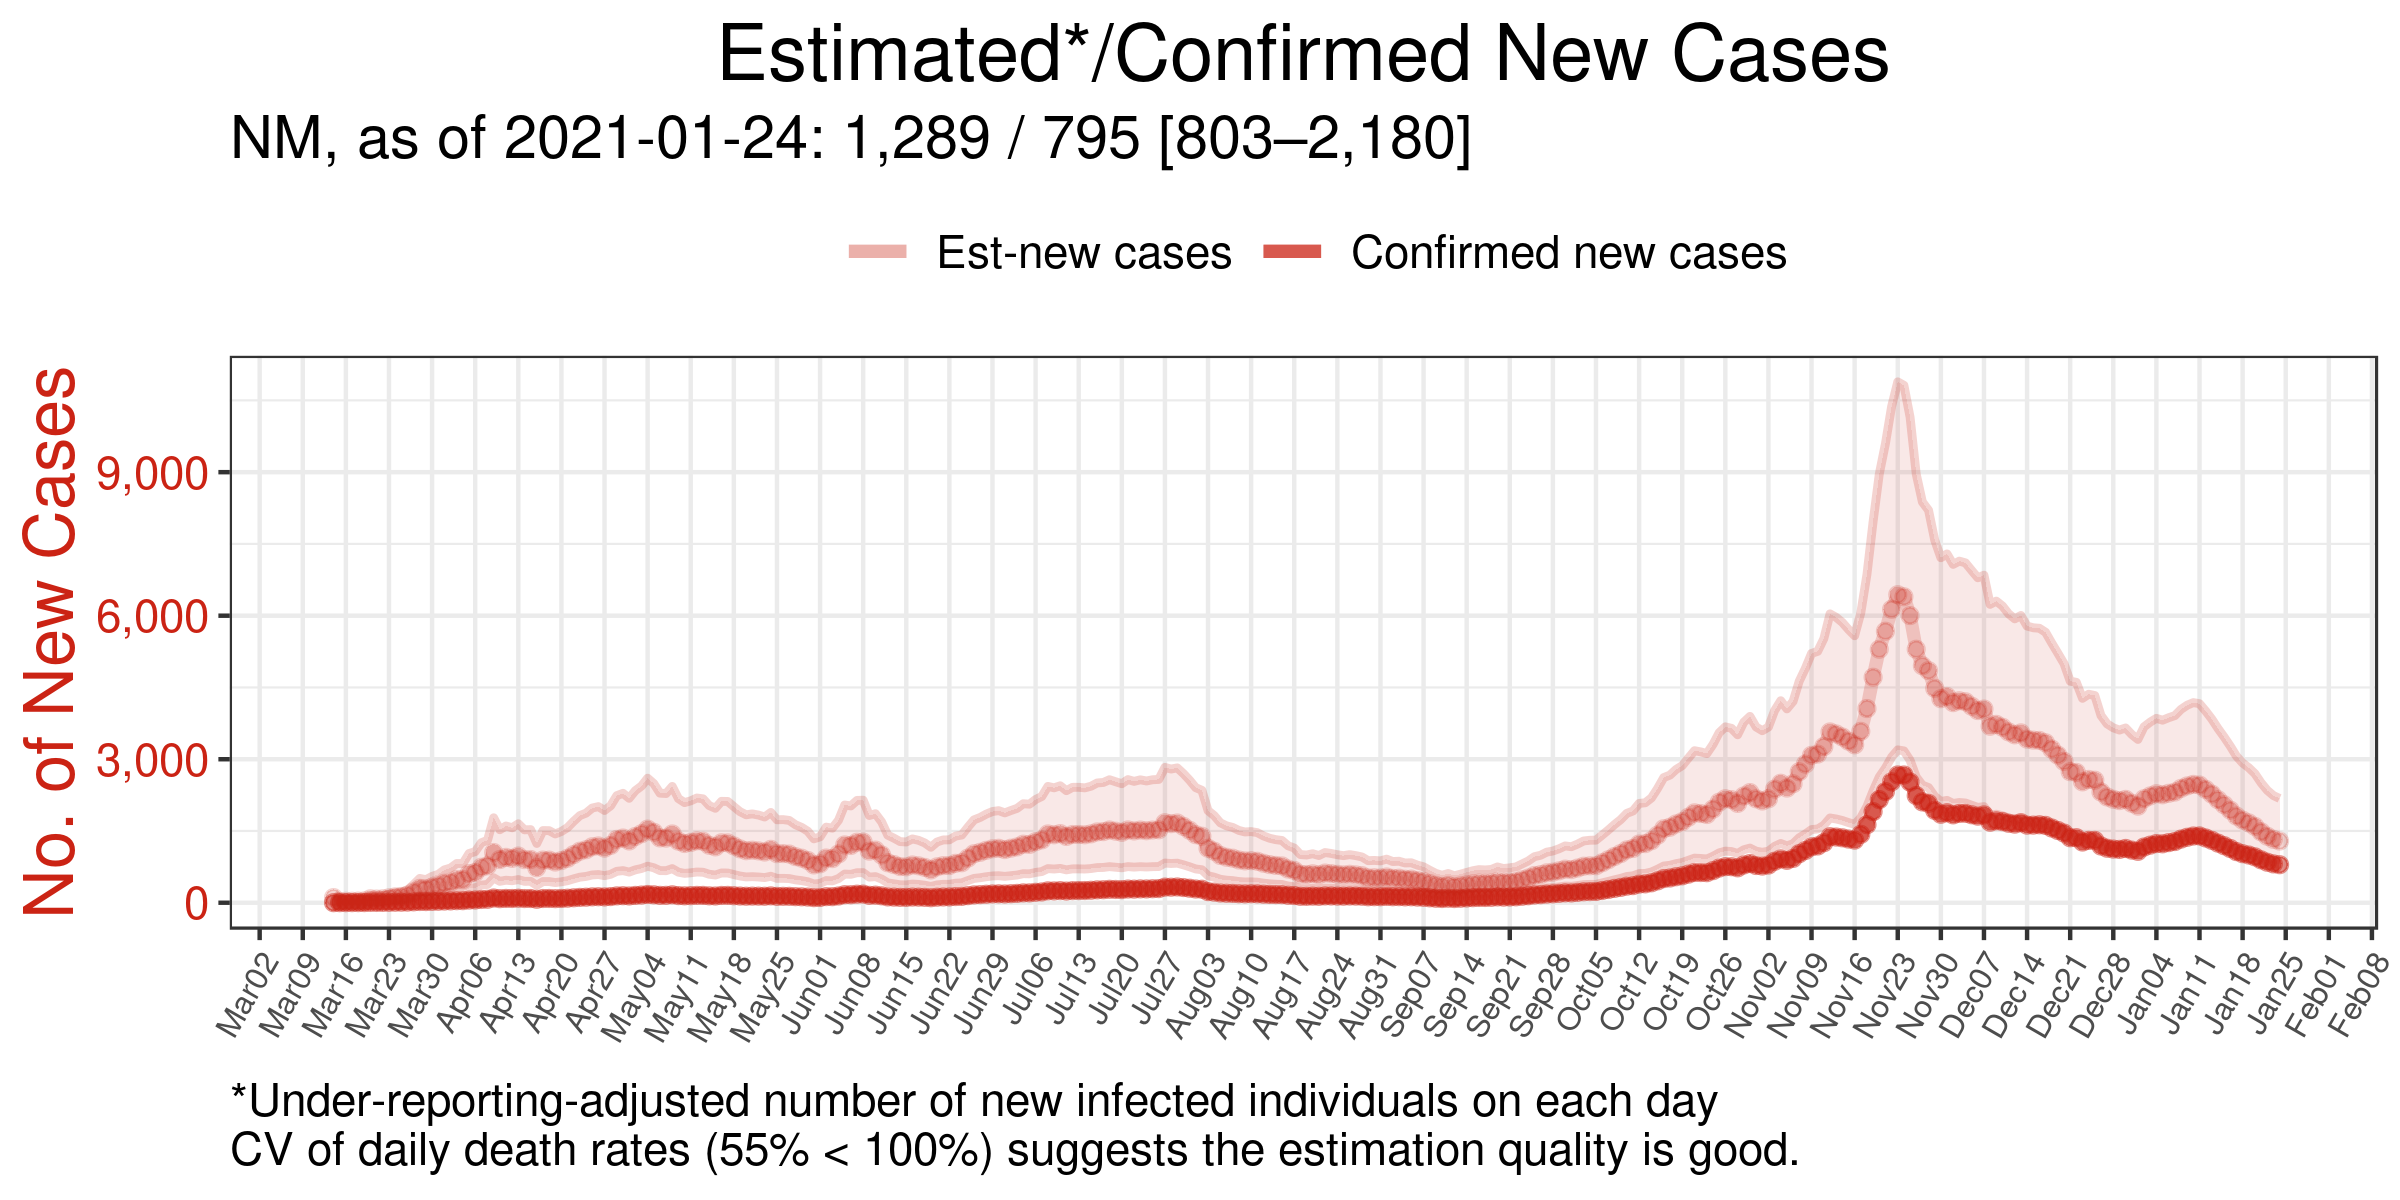 Estimated*/Confirmed New Cases
NM, as of 2021-01-24: 1,289 / 795 [803–2,180]
Est-new cases Confirmed new cases
No. of New Cases
9,000
6,000
3,000
0
Mar02 Mar09 Mar16 Mar23 Mar30 Apr06 Apr13 Apr20 Apr27 May04 May11 May18 May25 Jun01 Jun08 Jun15 Jun22 Jun29 Jul06 Jul13 Jul20 Jul27 Aug03 Aug10 Aug17 Aug24 Aug31 Sep07 Sep14 Sep21 Sep28 Oct05 Oct12 Oct19 Oct26 Nov02 Nov09 Nov16 Nov23 Nov30 Dec07 Dec14 Dec21 Dec28 Jan04 Jan11 Jan18 Jan25 Feb01 Feb08
*Under-reporting-adjusted number of new infected individuals on each day
CV of daily death rates (55% < 100%) suggests the estimation quality is good.